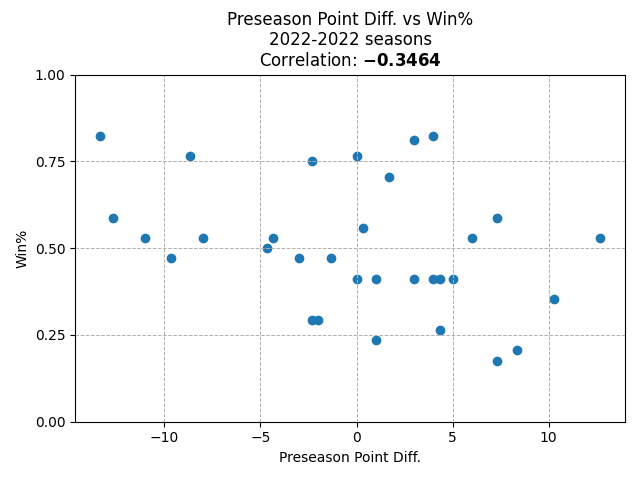 Preseason Point Diff. vs Win%
2022-2022 seasons
Correlation: −0.3464
1.00
0.75
0.50
0.25
0.00
Win%
−10
−5
0
5
10
Preseason Point Diff.